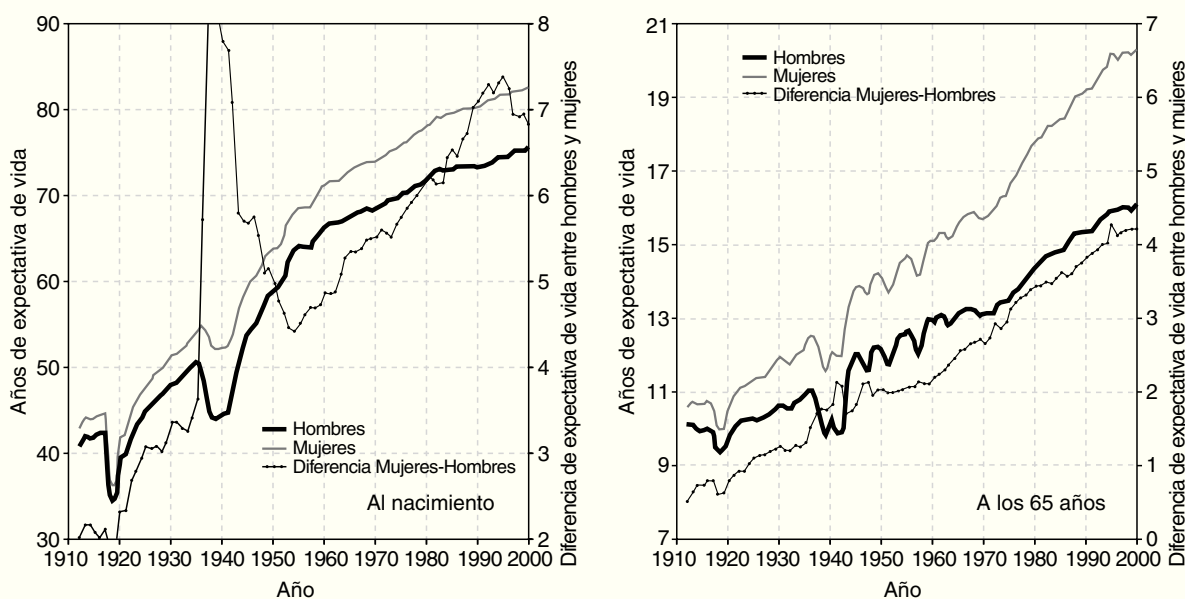 90
80
70
60
50
40
30
8
7
6
5
4
3
2
1910 1920 1930 1940 1950 1960 1970 1980 1990 2000
Año
Años de expectativa de vida
Diferencia de expectativa de vida entre hombres y mujeres
Hombres
Mujeres
Diferencia Mujeres-Hombres
Al nacimiento
21
19
17
15
13
11
9
7
7
6
5
4
3
2
1
0
1910 1920 1930 1940 1950 1960 1970 1980 1990 2000
Año
Años de expectativa de vida
Diferencia de expectativa de vida entre hombres y mujeres
Hombres
Mujeres
Diferencia Mujeres-Hombres
A los 65 años